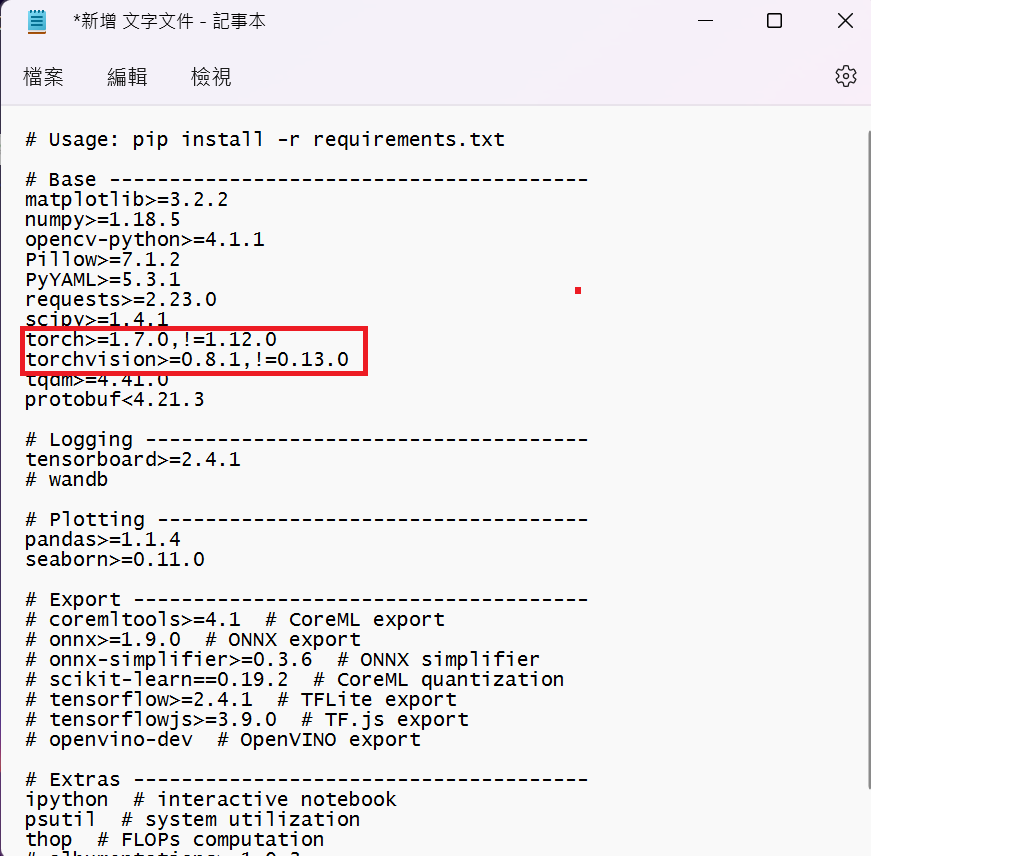 *新增 文字文件 - 記事本
檔案 編輯 檢視
# Usage: pip install -r requirements.txt
# Base ----------------------------------------
matplotlib>=3.2.2
numpy>=1.18.5
opencv-python>=4.1.1
Pillow>=7.1.2
PyYAML>=5.3.1
requests>=2.23.0
scipy>=1.4.1
torch>=1.7.0,!=1.12.0
torchvision>=0.8.1,!=0.13.0
tqdm>=4.41.0
protobuf<4.21.3
# Logging -------------------------------------
tensorboard>=2.4.1
# wandb
# Plotting ------------------------------------
pandas>=1.1.4
seaborn>=0.11.0
# Export --------------------------------------
# coremltools>=4.1  # CoreML export
# onnx>=1.9.0  # ONNX export
# onnx-simplifier>=0.3.6  # ONNX simplifier
# scikit-learn==0.19.2  # CoreML quantization
# tensorflow>=2.4.1  # TFLite export
# tensorflowjs>=3.9.0  # TF.js export
# openvino-dev  # OpenVINO export
# Extras --------------------------------------
ipython  # interactive notebook
psutil  # system utilization
thop  # FLOPs computation